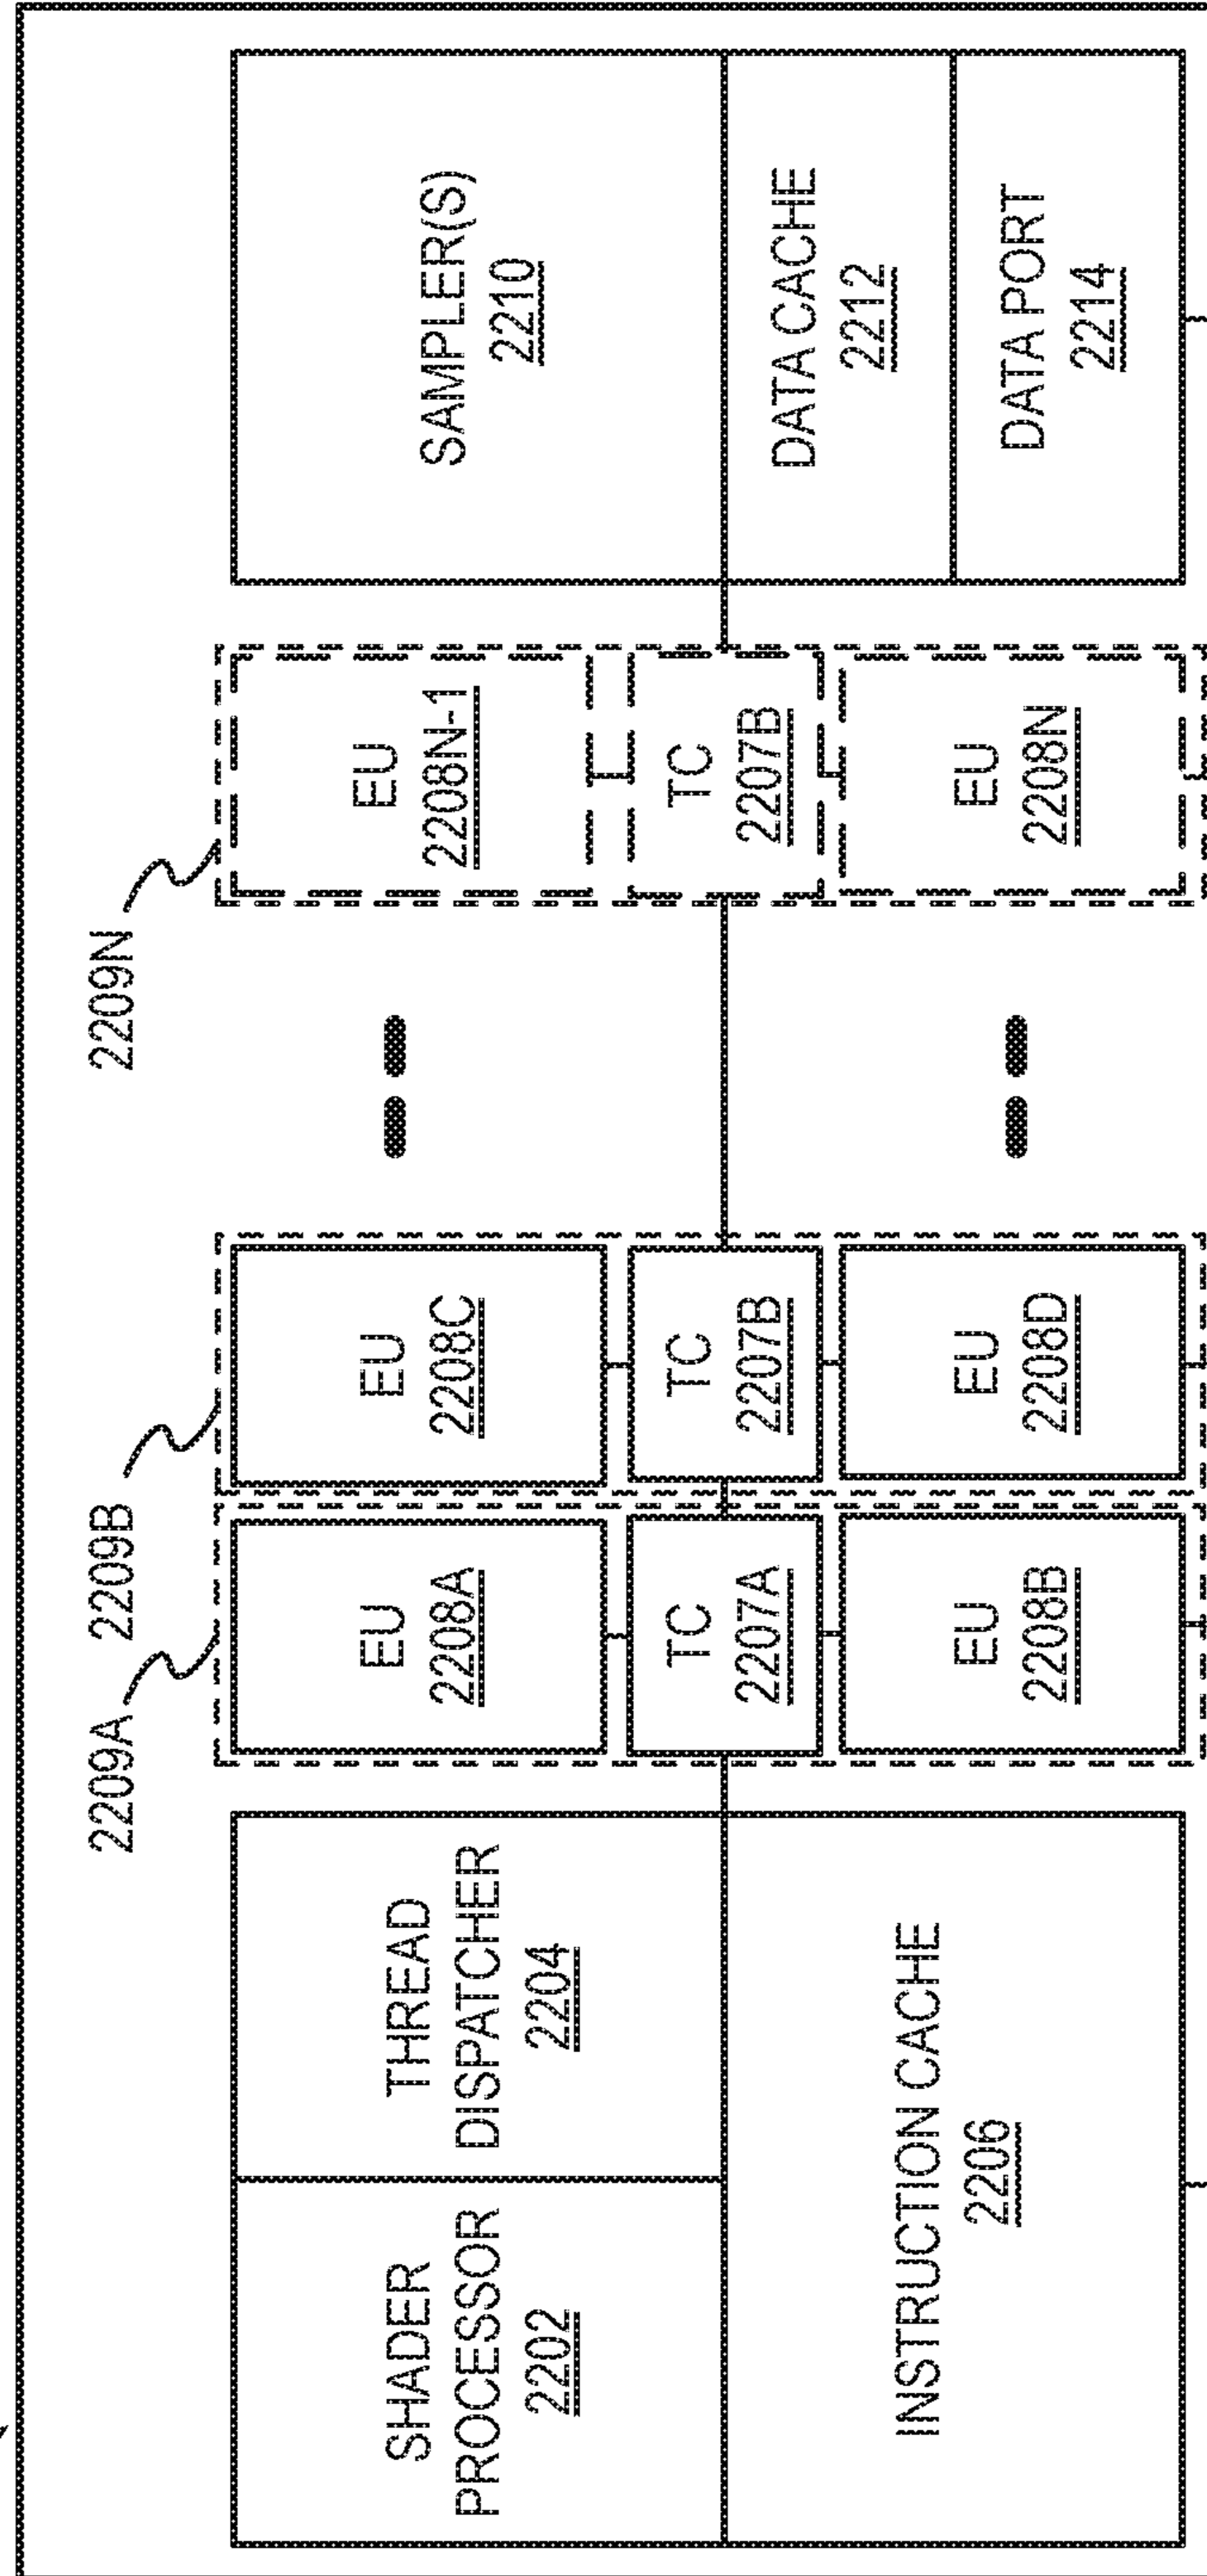 2209A
2209B
2209N
SHADER
PROCESSOR
2202
THREAD
DISPATCHER
2204
INSTRUCTION CACHE
2206
EU
2208A
TC
2207A
EU
2208B
EU
2208C
TC
2207B
EU
2208D
EU
2208N-1
TC
2207B
EU
2208N
SAMPLER(S)
2210
DATA CACHE
2212
DATA PORT
2214